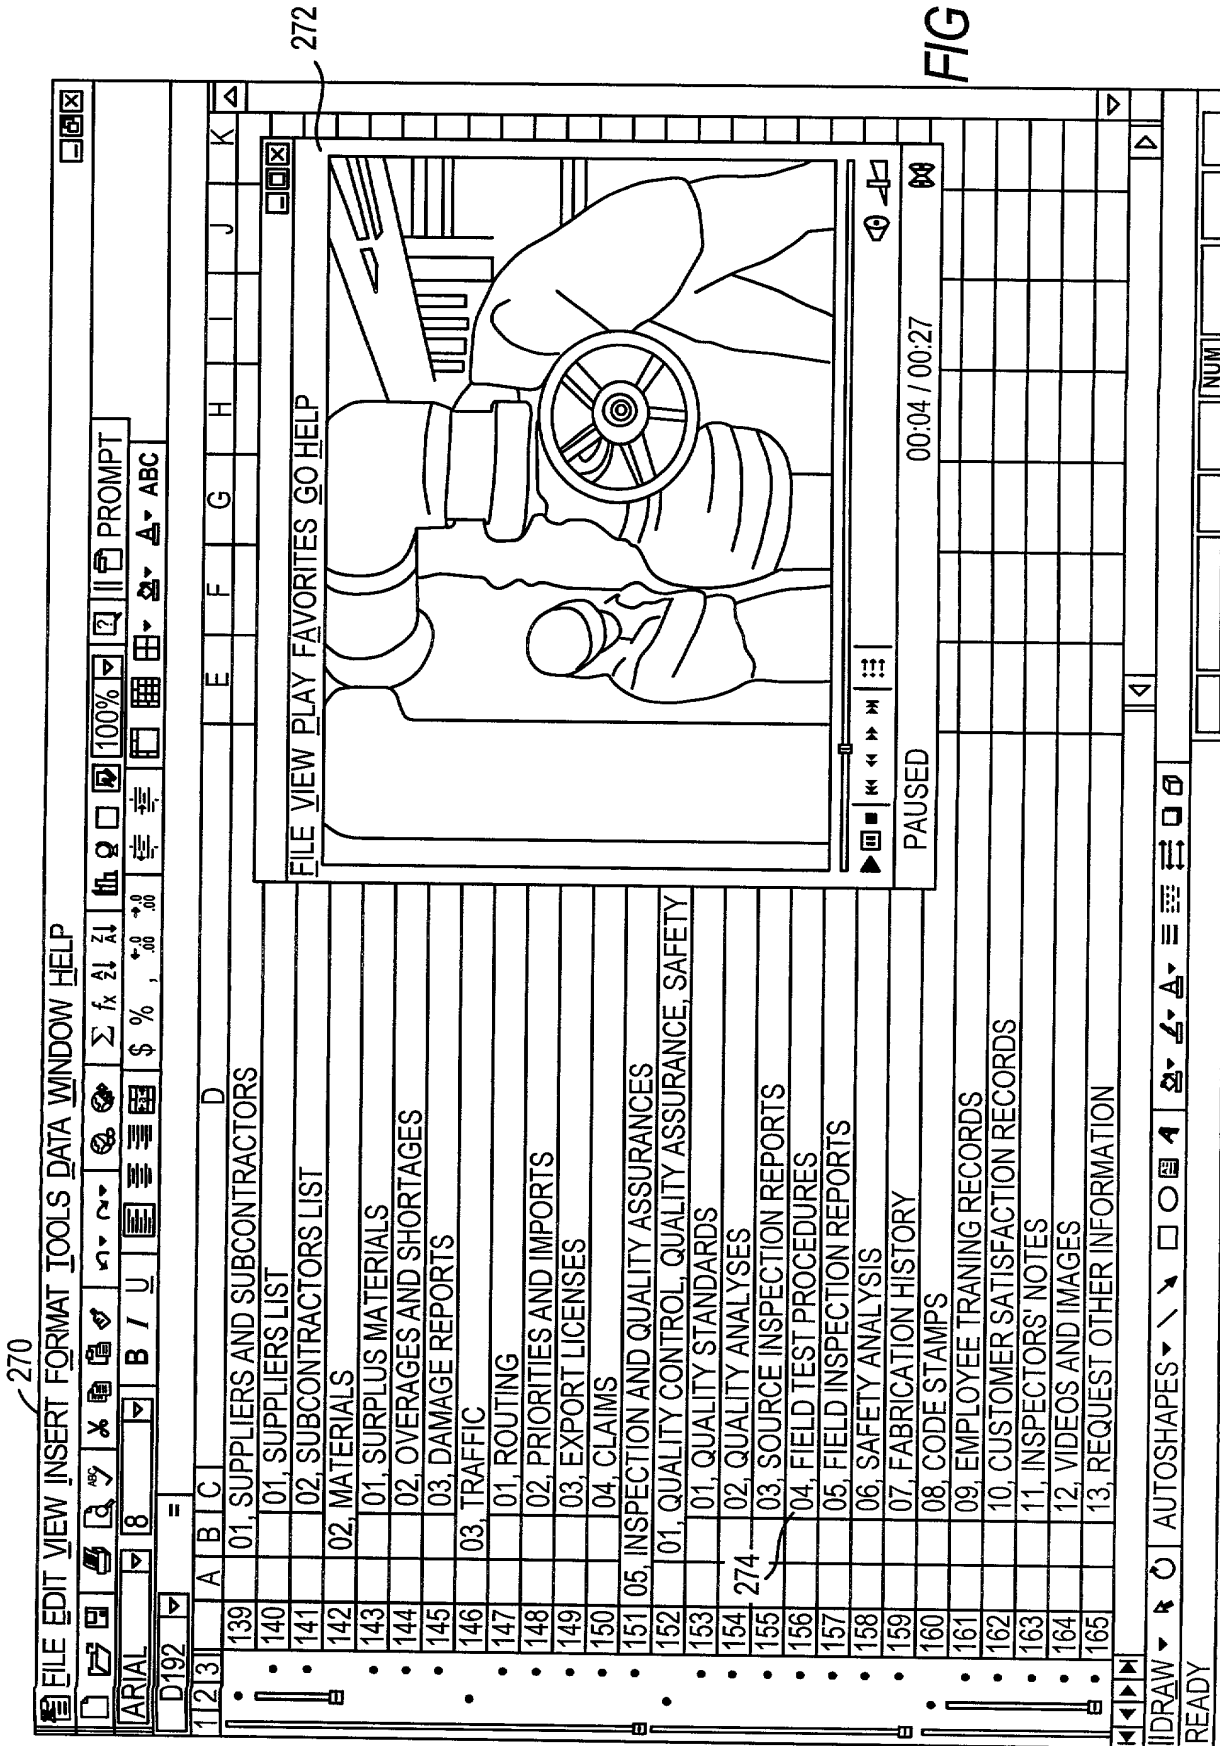 270
FILE EDIT VIEW INSERT FORMAT TOOLS DATA WINDOW HELP
ABC Σ fx A Z↓ Z A↓ 100% ? PROMPT
ARIAL 8 B I U $ % , .0 .00 .0 .00 A ABC
D192 =
1 2 3 A B C D E F G H I J K
139 01, SUPPLIERS AND SUBCONTRACTORS
140 01, SUPPLIERS LIST
141 02, SUBCONTRACTORS LIST
142 02, MATERIALS
143 01, SURPLUS MATERIALS
144 02, OVERAGES AND SHORTAGES
145 03, DAMAGE REPORTS
146 03, TRAFFIC
147 01, ROUTING
148 02, PRIORITIES AND IMPORTS
149 03, EXPORT LICENSES
150 04, CLAIMS
151 05, INSPECTION AND QUALITY ASSURANCES
152 01, QUALITY CONTROL, QUALITY ASSURANCE, SAFETY
153 01, QUALITY STANDARDS
154 02, QUALITY ANALYSES
155 03, SOURCE INSPECTION REPORTS
156 04, FIELD TEST PROCEDURES
157 05, FIELD INSPECTION REPORTS
158 06, SAFETY ANALYSIS
159 07, FABRICATION HISTORY
160 08, CODE STAMPS
161 09, EMPLOYEE TRANING RECORDS
162 10, CUSTOMER SATISFACTION RECORDS
163 11, INSPECTORS' NOTES
164 12, VIDEOS AND IMAGES
165 13, REQUEST OTHER INFORMATION
274
272
FILE VIEW PLAY FAVORITES GO HELP
PAUSED 00:04 / 00:27
DRAW AUTOSHAPES A A
READY NUM
FIG